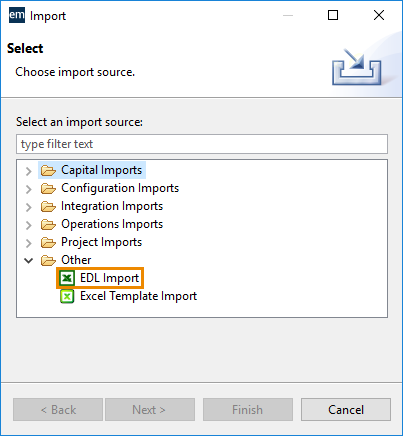 em Import
Select
Choose import source.
Select an import source:
type filter text
Capital Imports
Configuration Imports
Integration Imports
Operations Imports
Project Imports
Other
EDL Import
Excel Template Import
< Back Next > Finish Cancel